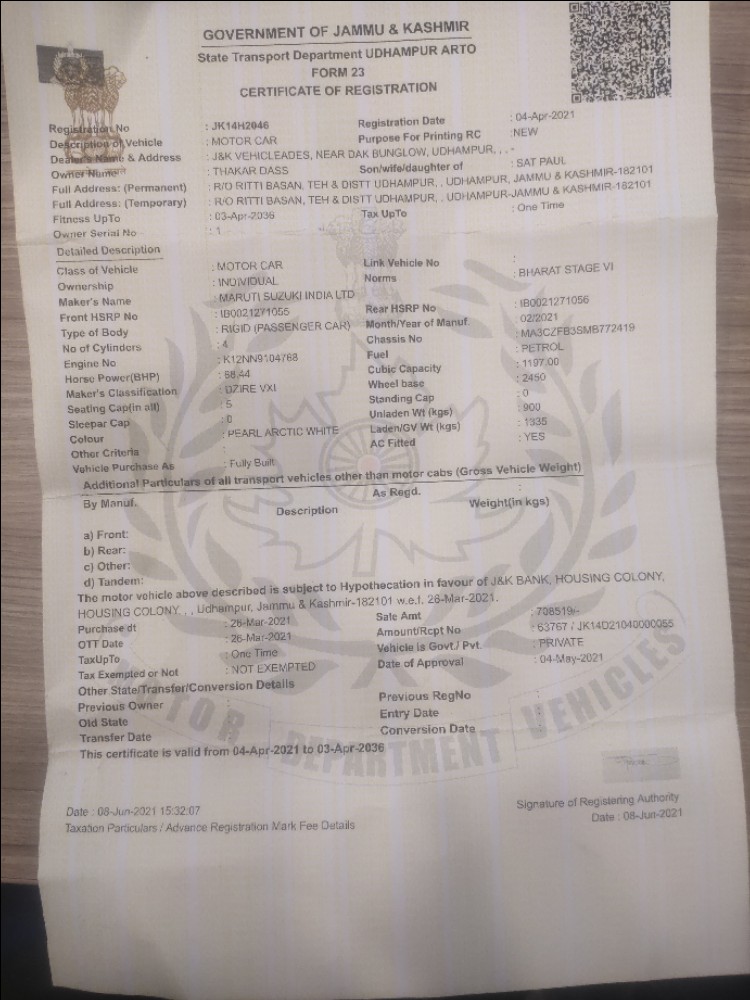 GOVERNMENT OF JAMMU & KASHMIR
State Transport Department UDHAMPUR ARTO
FORM 23
CERTIFICATE OF REGISTRATION
Registration No : JK14H2046 Registration Date : 04-Apr-2021
Description of Vehicle : MOTOR CAR Purpose For Printing RC :NEW
Dealer's Name & Address : J&K VEHICLEADES, NEAR DAK BUNGLOW, UDHAMPUR, , , -
Owner Name : THAKAR DASS Son/wife/daughter of : SAT PAUL
Full Address: (Permanent) : R/O RITTI BASAN, TEH & DISTT UDHAMPUR, , UDHAMPUR, JAMMU & KASHMIR-182101
Full Address: (Temporary) : R/O RITTI BASAN, TEH & DISTT UDHAMPUR, , UDHAMPUR-JAMMU & KASHMIR-182101
Fitness UpTo : 03-Apr-2036 Tax UpTo : One Time
Owner Serial No : 1
Detailed Description
Class of Vehicle : MOTOR CAR Link Vehicle No :
Ownership : INDIVIDUAL Norms : BHARAT STAGE VI
Maker's Name : MARUTI SUZUKI INDIA LTD
Front HSRP No : IB0021271055 Rear HSRP No : IB0021271056
Type of Body : RIGID (PASSENGER CAR) Month/Year of Manuf. 02/2021
No of Cylinders : 4 Chassis No : MA3CZFB3SMB772419
Engine No : K12NN9104768 Fuel : PETROL
Horse Power(BHP) : 68.44 Cubic Capacity : 1197.00
Maker's Classification : DZIRE VXI Wheel base : 2450
Seating Cap(in all) : 5 Standing Cap : 0
Sleepar Cap : 0 Unladen Wt (kgs) : 900
Colour : PEARL ARCTIC WHITE Laden/GV Wt (kgs) : 1335
Other Criteria : AC Fitted : YES
Vehicle Purchase As : Fully Built
Additional Particulars of all transport vehicles other than motor cabs (Gross Vehicle Weight) :
By Manuf. As Regd.
Description Weight(in kgs)
a) Front:
b) Rear:
c) Other:
d) Tandem:
The motor vehicle above described is subject to Hypothecation in favour of J&K BANK, HOUSING COLONY,
HOUSING COLONY, , , Udhampur, Jammu & Kashmir-182101 w.e.f. 26-Mar-2021.
Purchase dt : 26-Mar-2021 Sale Amt : 708519/-
OTT Date : 26-Mar-2021 Amount/Rcpt No : 63767 / JK14D21040000055
TaxUpTo : One Time Vehicle is Govt./ Pvt. : PRIVATE
Tax Exempted or Not : NOT EXEMPTED Date of Approval : 04-May-2021
Other State/Transfer/Conversion Details
Previous Owner : Previous RegNo :
Old State : Entry Date :
Transfer Date : Conversion Date :
This certificate is valid from 04-Apr-2021 to 03-Apr-2036
MOTOR DEPARTMENT VEHICLES
Date : 08-Jun-2021 15:32:07 Signature of Registering Authority
Taxation Particulars / Advance Registration Mark Fee Details Date : 08-Jun-2021